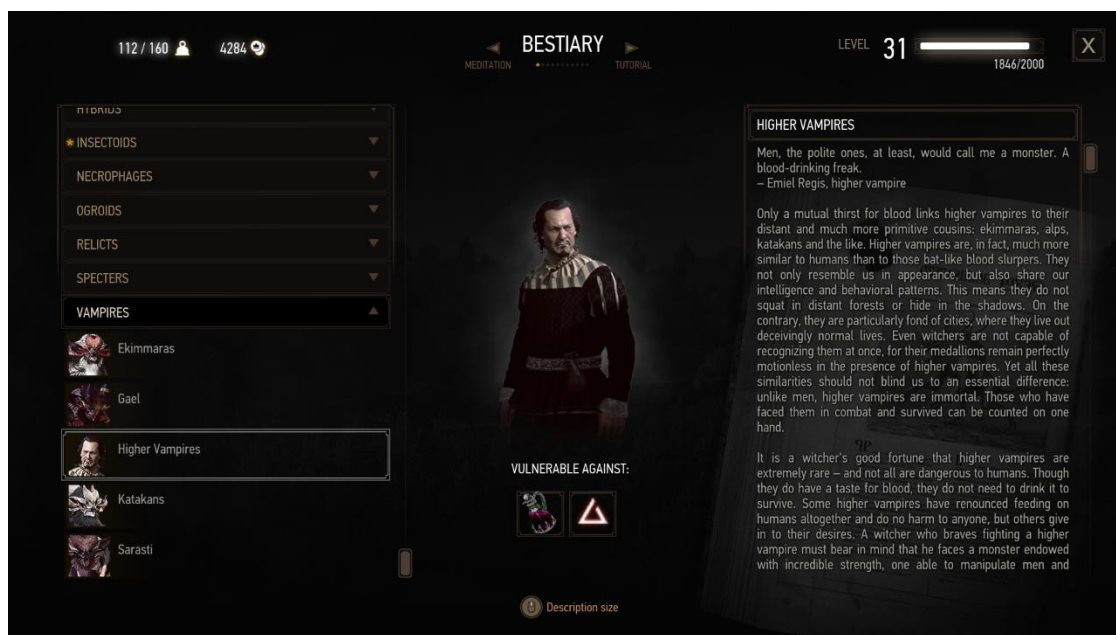 112 / 160
4284
BESTIARY
MEDITATION
TUTORIAL
LEVEL 31
1846/2000
X
HYBRIDS
INSECTOIDS
NECROPHAGES
OGROIDS
RELICTS
SPECTERS
VAMPIRES
Ekimmaras
Gael
Higher Vampires
Katakans
Sarasti
VULNERABLE AGAINST:
Description size
HIGHER VAMPIRES
Men, the polite ones, at least, would call me a monster. A
blood-drinking freak.
– Emiel Regis, higher vampire
Only a mutual thirst for blood links higher vampires to their
distant and much more primitive cousins: ekimmaras, alps,
katakans and the like. Higher vampires are, in fact, much more
similar to humans than to those bat-like blood slurpers. They
not only resemble us in appearance, but also share our
intelligence and behavioral patterns. This means they do not
squat in distant forests or hide in the shadows. On the
contrary, they are particularly fond of cities, where they live out
deceivingly normal lives. Even witchers are not capable of
recognizing them at once, for their medallions remain perfectly
motionless in the presence of higher vampires. Yet all these
similarities should not blind us to an essential difference:
unlike men, higher vampires are immortal. Those who have
faced them in combat and survived can be counted on one
hand.
It is a witcher's good fortune that higher vampires are
extremely rare – and not all are dangerous to humans. Though
they do have a taste for blood, they do not need to drink it to
survive. Some higher vampires have renounced feeding on
humans altogether and do no harm to anyone, but others give
in to their desires. A witcher who braves fighting a higher
vampire must bear in mind that he faces a monster endowed
with incredible strength, one able to manipulate men and